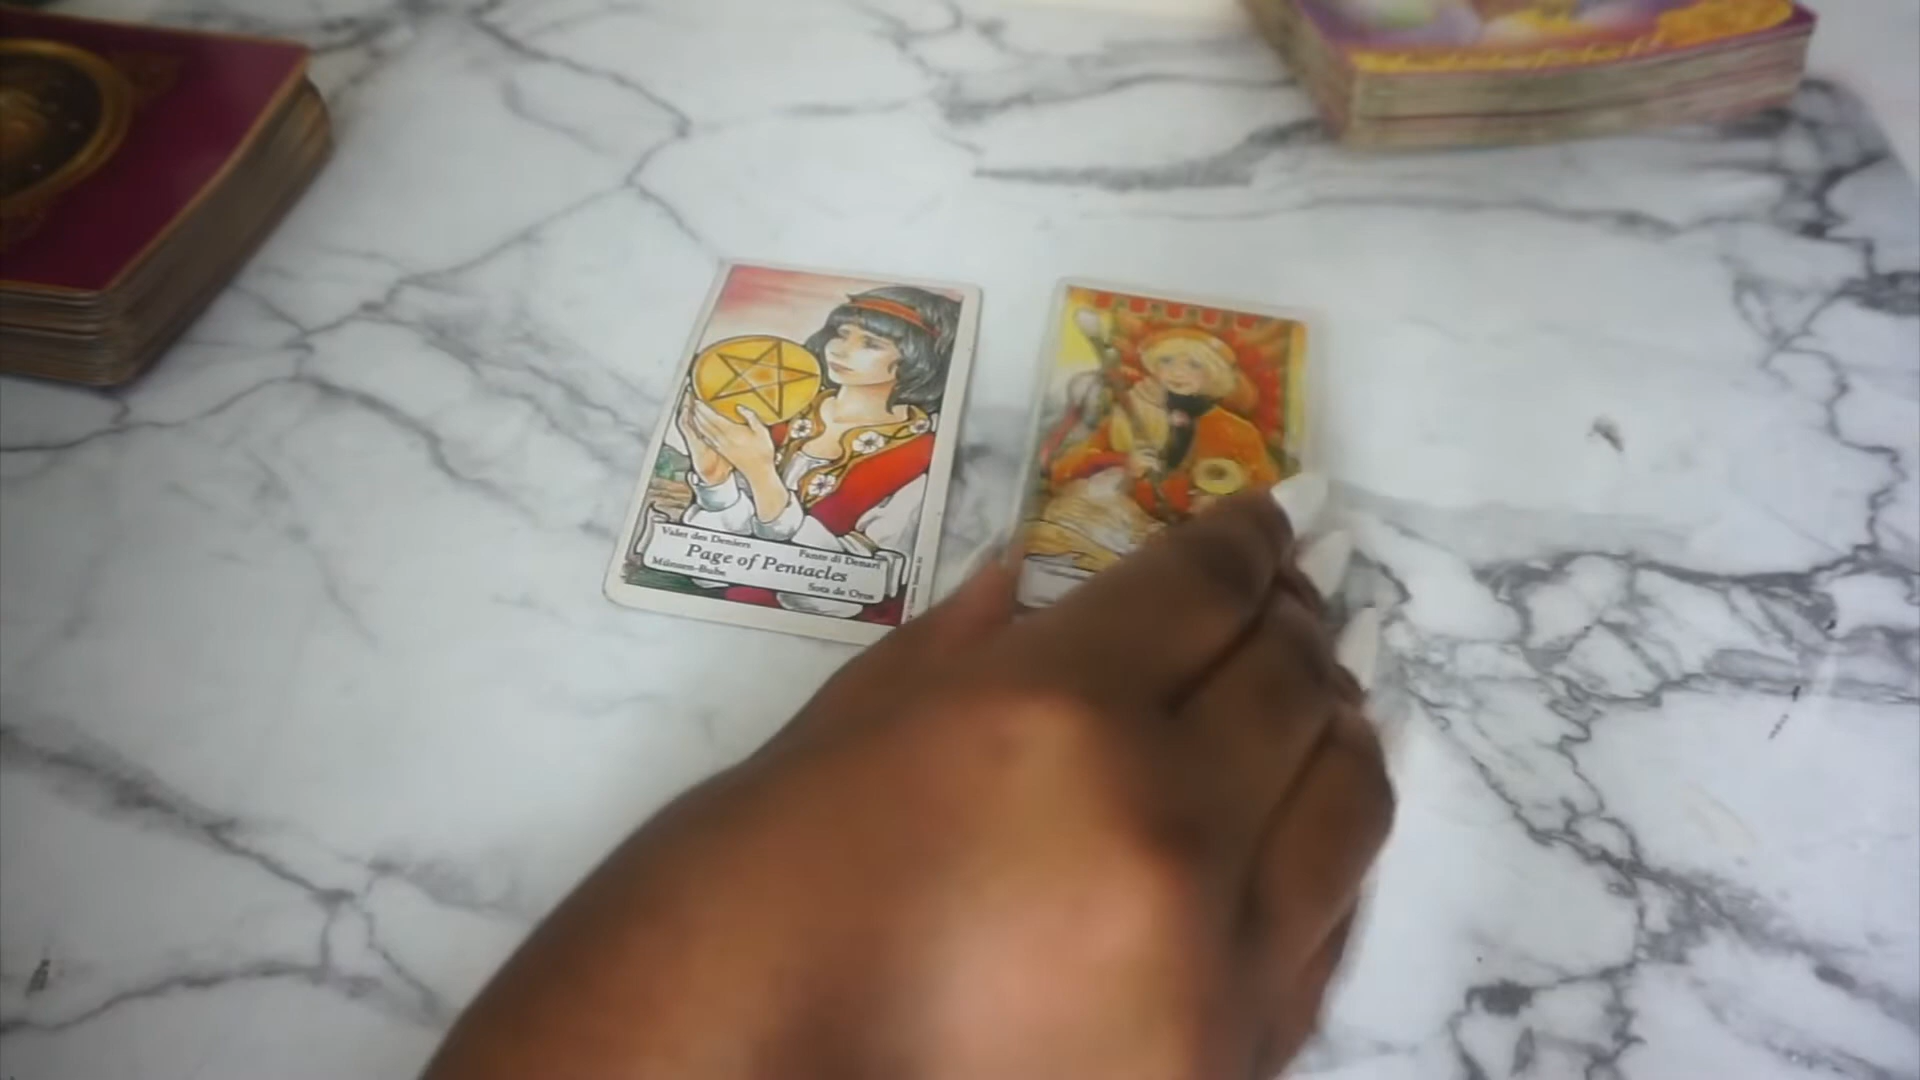 Valet des Deniers
Fante di Denari
Page of Pentacles
Münzen-Bube
Sota de Oros